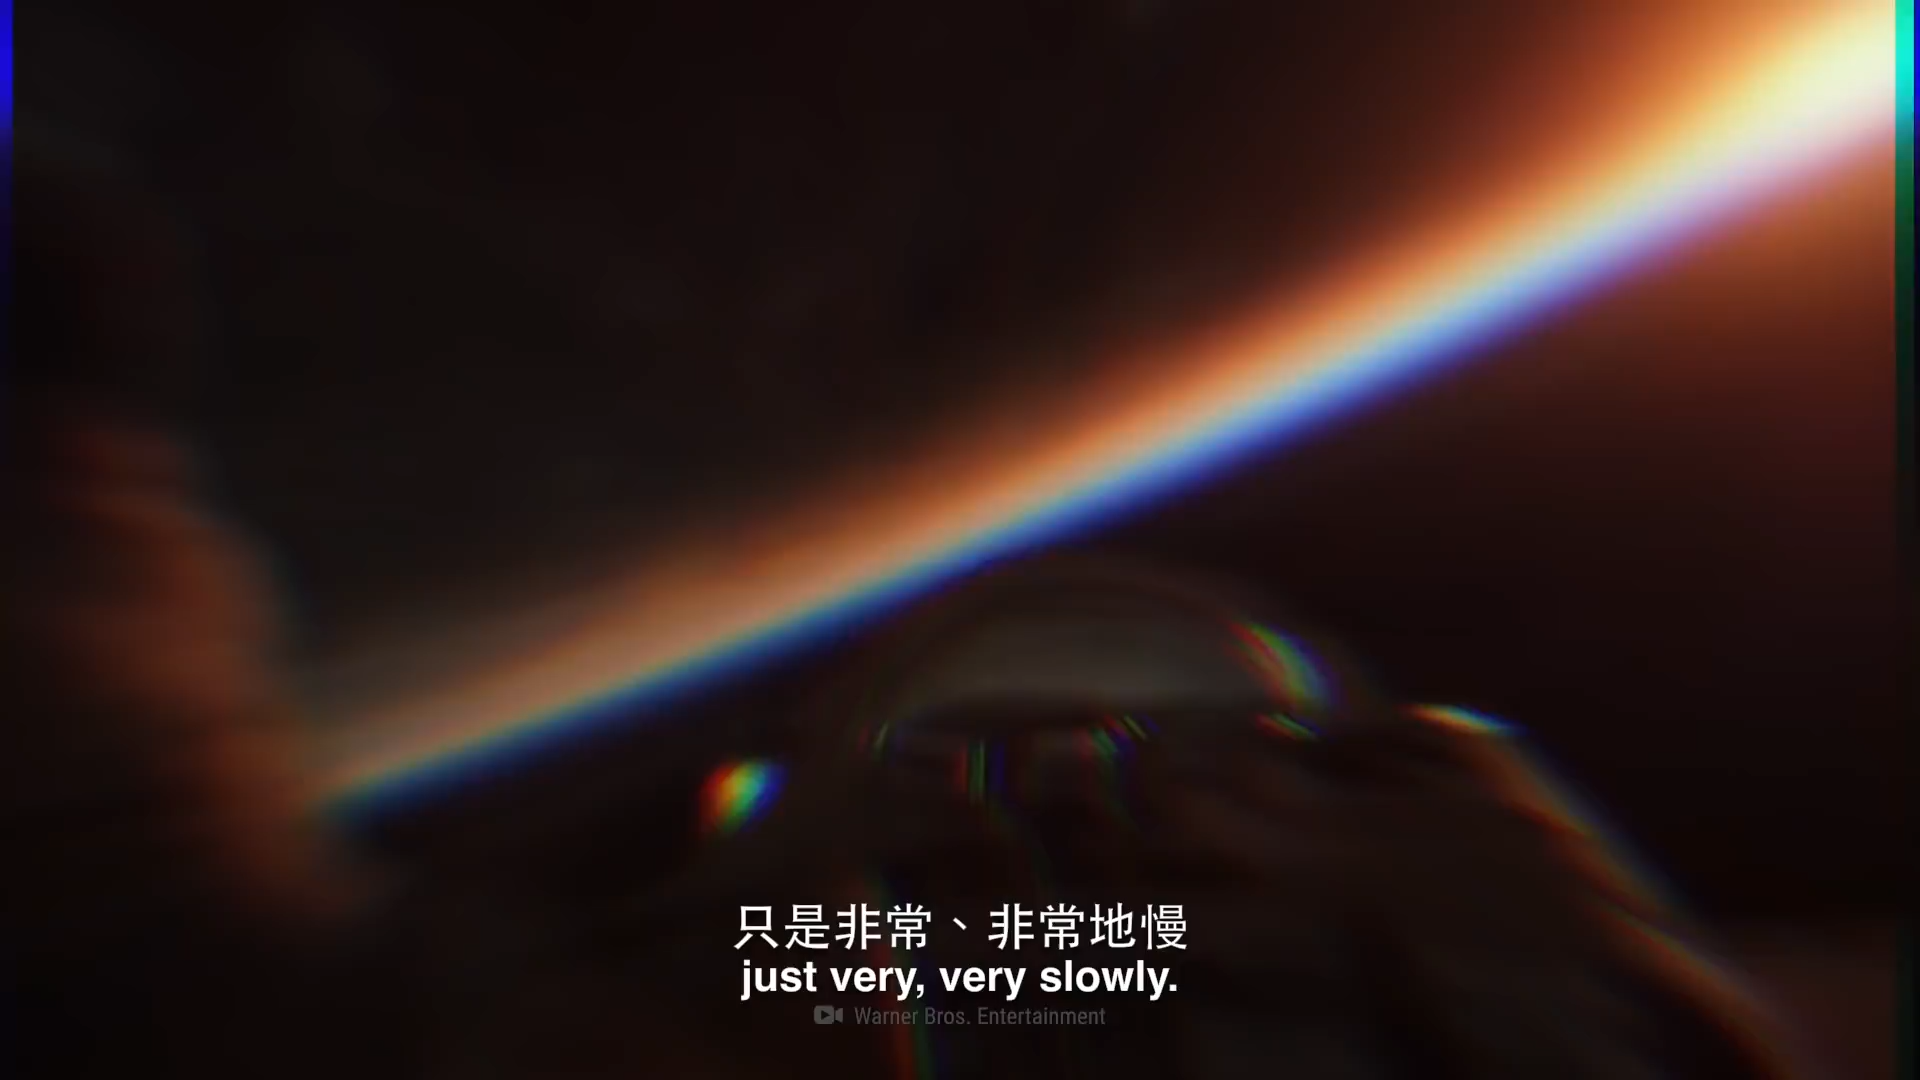 只是非常、非常地慢
just very, very slowly.
Warner Bros. Entertainment